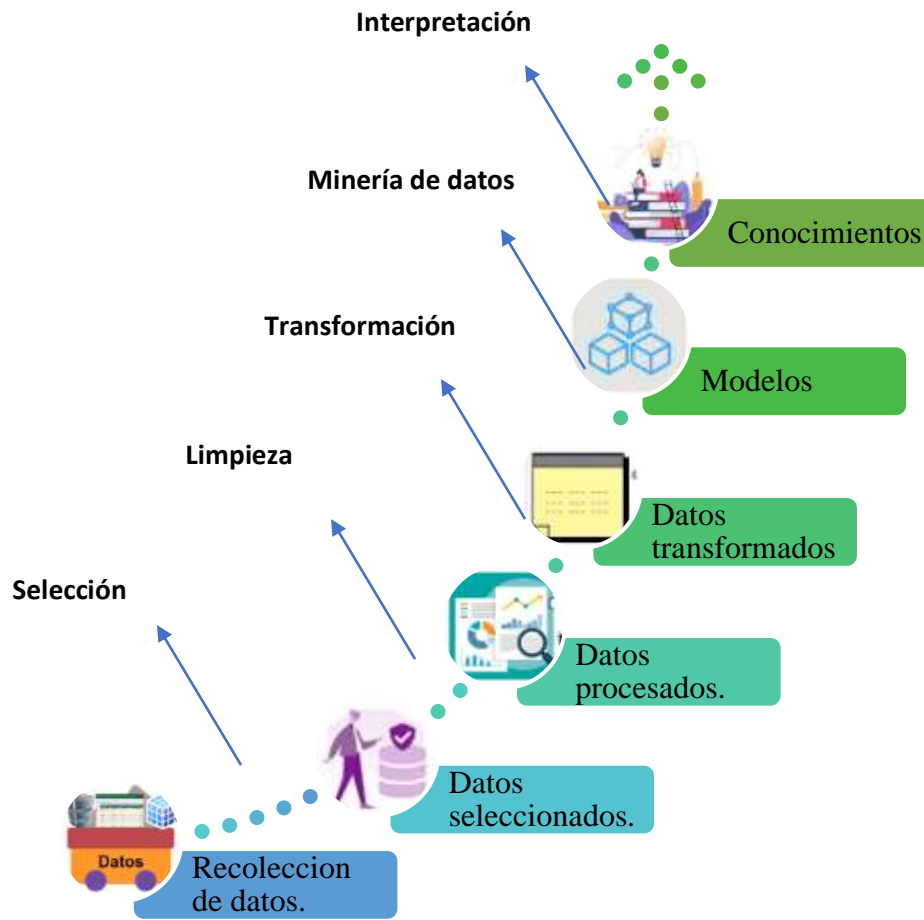 Interpretación
Minería de datos
Conocimientos
Transformación
Modelos
Limpieza
Datos
transformados
Selección
Datos
procesados.
Datos
seleccionados.
Datos
Recoleccion
de datos.